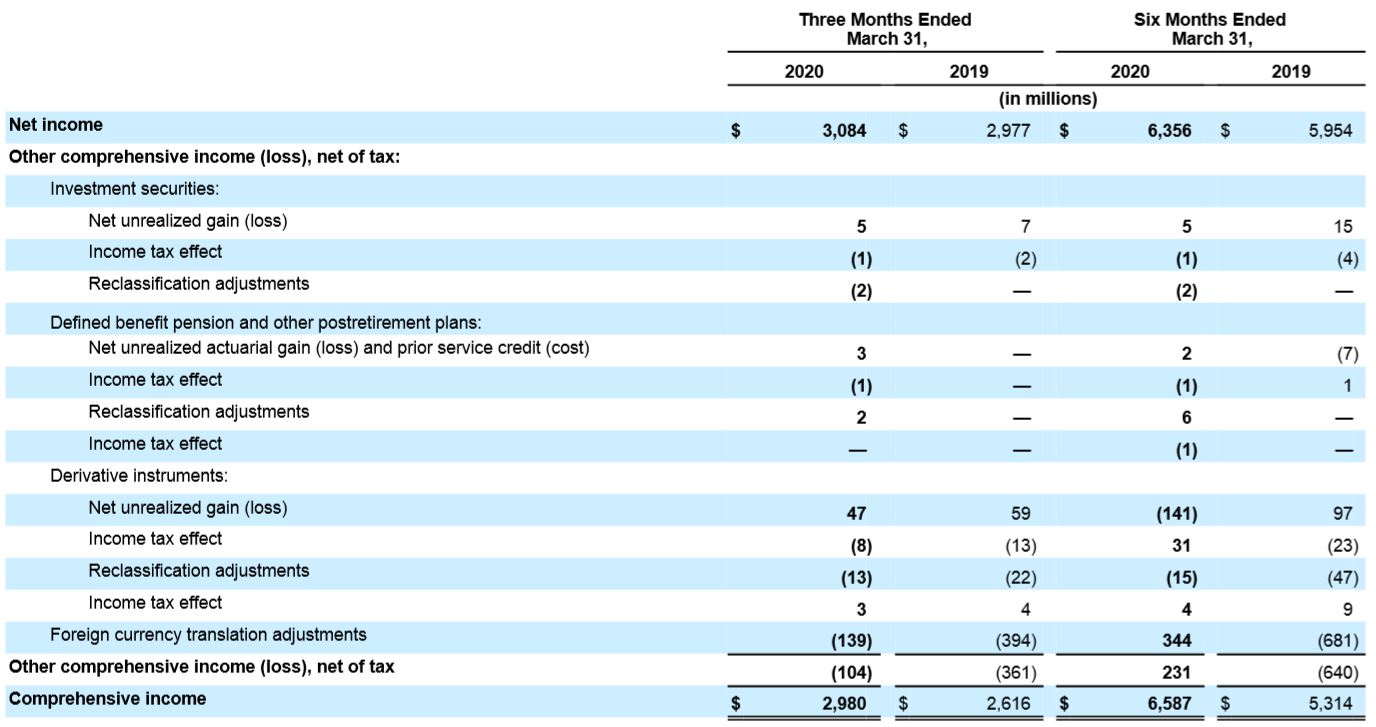 Three Months Ended March 31, Six Months Ended March 31,
2020 2019 2020 2019
(in millions)
Net income $ 3,084 $ 2,977 $ 6,356 $ 5,954
Other comprehensive income (loss), net of tax:
Investment securities:
Net unrealized gain (loss) 5 7 5 15
Income tax effect (1) (2) (1) (4)
Reclassification adjustments (2) — (2) —
Defined benefit pension and other postretirement plans:
Net unrealized actuarial gain (loss) and prior service credit (cost) 3 — 2 (7)
Income tax effect (1) — (1) 1
Reclassification adjustments 2 — 6 —
Income tax effect — — (1) —
Derivative instruments:
Net unrealized gain (loss) 47 59 (141) 97
Income tax effect (8) (13) 31 (23)
Reclassification adjustments (13) (22) (15) (47)
Income tax effect 3 4 4 9
Foreign currency translation adjustments (139) (394) 344 (681)
Other comprehensive income (loss), net of tax (104) (361) 231 (640)
Comprehensive income $ 2,980 $ 2,616 $ 6,587 $ 5,314